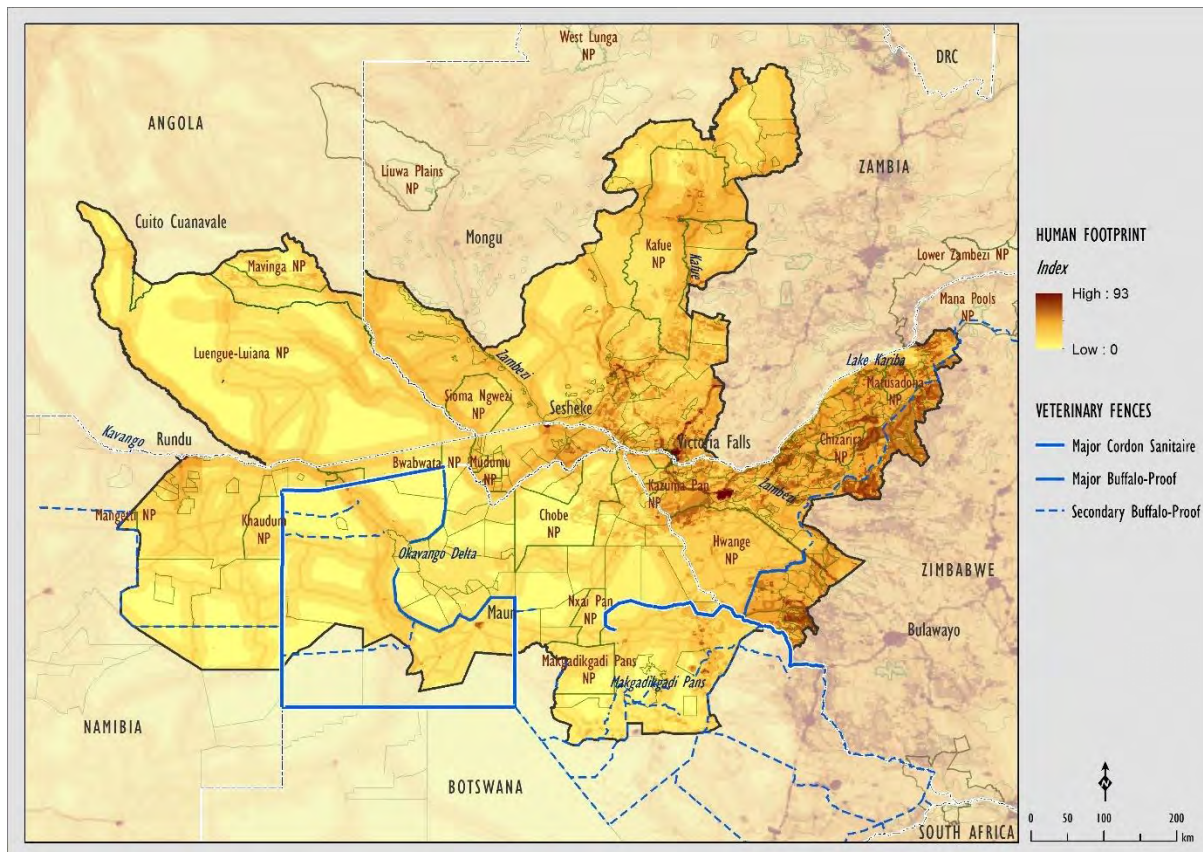 West Lunga
NP
DRC
ANGOLA
ZAMBIA
Liuwa Plains
NP
Cuito Cuanavale
Mongu
Kafue
NP
Kafue
Lower Zambezi NP
Mavinga NP
Mana Pools
NP
Luengue-Luiana NP
Zambezi
Lake Kariba
Matusadona
NP
Sioma Ngwezi
NP
Sesheke
Kavango
Rundu
Victoria Falls
Chizarira
NP
Bwabwata NP
Mudumu
NP
Kazuma Pan
NP
Zambezi
Mangetti NP
Khaudum
NP
Chobe
NP
Hwange
NP
Okavango Delta
ZIMBABWE
Nxai Pan
NP
Maun
Bulawayo
Makgadikgadi Pans
NP
Makgadikgadi Pans
NAMIBIA
BOTSWANA
SOUTH AFRICA
HUMAN FOOTPRINT
Index
High : 93
Low : 0
VETERINARY FENCES
Major Cordon Sanitaire
Major Buffalo-Proof
Secondary Buffalo-Proof
N
0 50 100 200
km